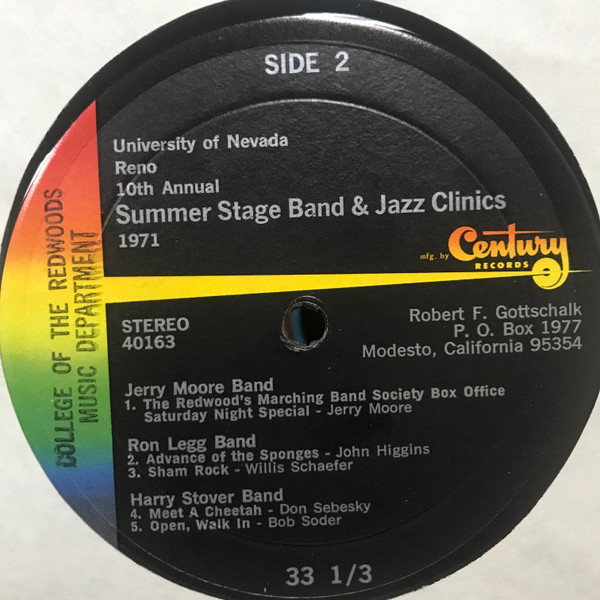 SIDE 2
University of Nevada
Reno
10th Annual
Summer Stage Band & Jazz Clinics
1971
mfg. by Century
RECORDS
COLLEGE OF THE REDWOODS
MUSIC DEPARTMENT
STEREO
40163
Robert F. Gottschalk
P. O. Box 1977
Modesto, California 95354
Jerry Moore Band
1. The Redwood's Marching Band Society Box Office
Saturday Night Special - Jerry Moore
Ron Legg Band
2. Advance of the Sponges - John Higgins
3. Sham Rock - Willis Schaefer
Harry Stover Band
4. Meet A Cheetah - Don Sebesky
5. Open, Walk In - Bob Soder
33 1/3